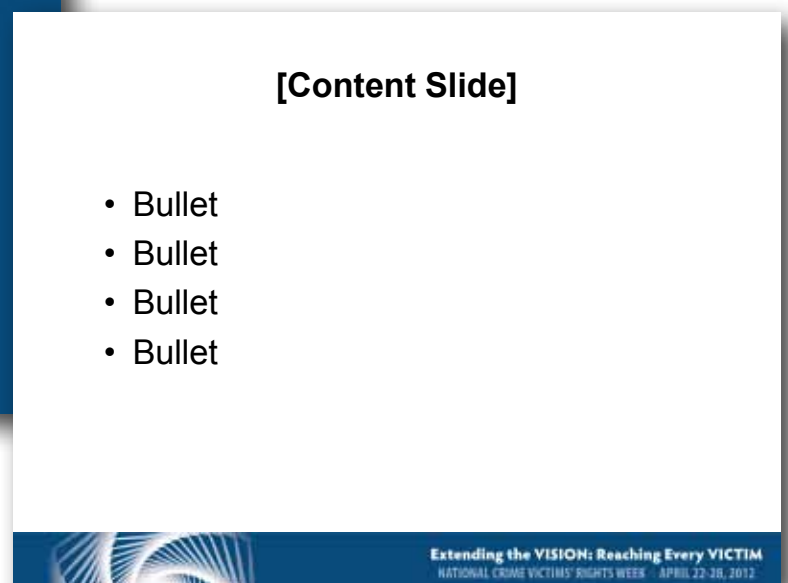 [Content Slide]
• Bullet
• Bullet
• Bullet
• Bullet
Extending the VISION: Reaching Every VICTIM
NATIONAL CRIME VICTIMS' RIGHTS WEEK APRIL 22-28, 2012